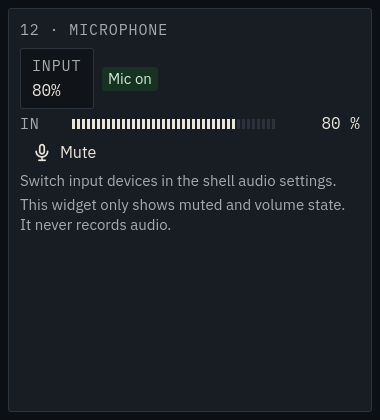 12 · MICROPHONE
INPUT
80%
Mic on
IN 80 %
Mute
Switch input devices in the shell audio settings.
This widget only shows muted and volume state.
It never records audio.